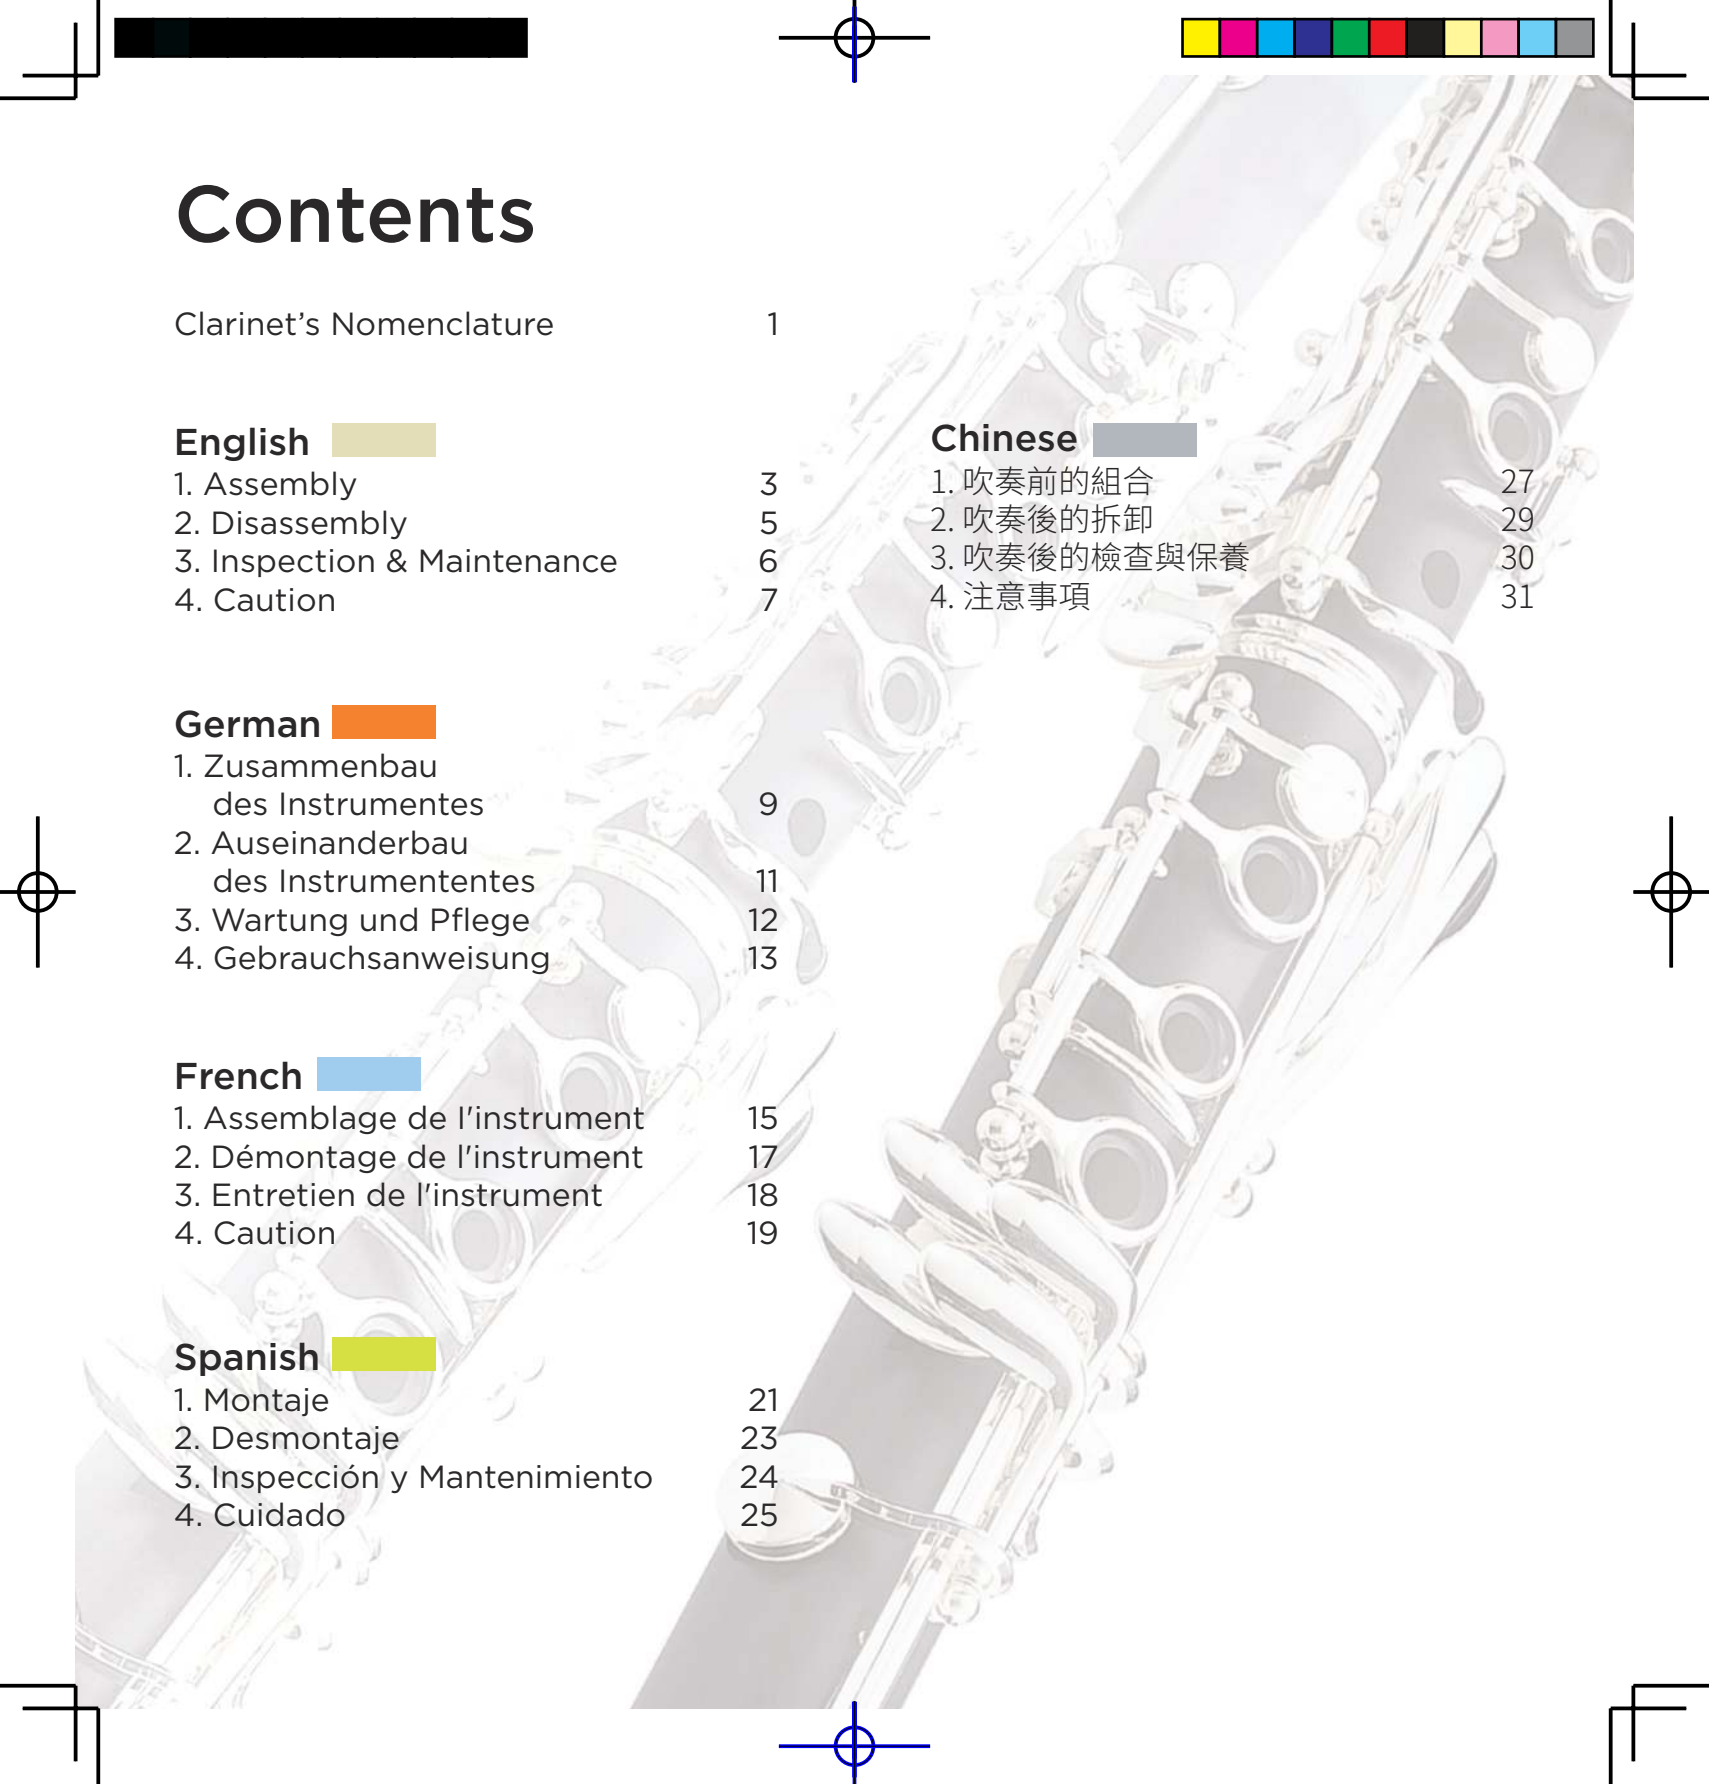 Contents
Clarinet’s Nomenclature 1
English
1. Assembly 3
2. Disassembly 5
3. Inspection & Maintenance 6
4. Caution 7
German
1. Zusammenbau
des Instrumentes 9
2. Auseinanderbau
des Instrumententes 11
3. Wartung und Pflege 12
4. Gebrauchsanweisung 13
French
1. Assemblage de l'instrument 15
2. Démontage de l'instrument 17
3. Entretien de l'instrument 18
4. Caution 19
Spanish
1. Montaje 21
2. Desmontaje 23
3. Inspección y Mantenimiento 24
4. Cuidado 25
Chinese
1. 吹奏前的組合 27
2. 吹奏後的拆卸 29
3. 吹奏後的檢查與保養 30
4. 注意事項 31